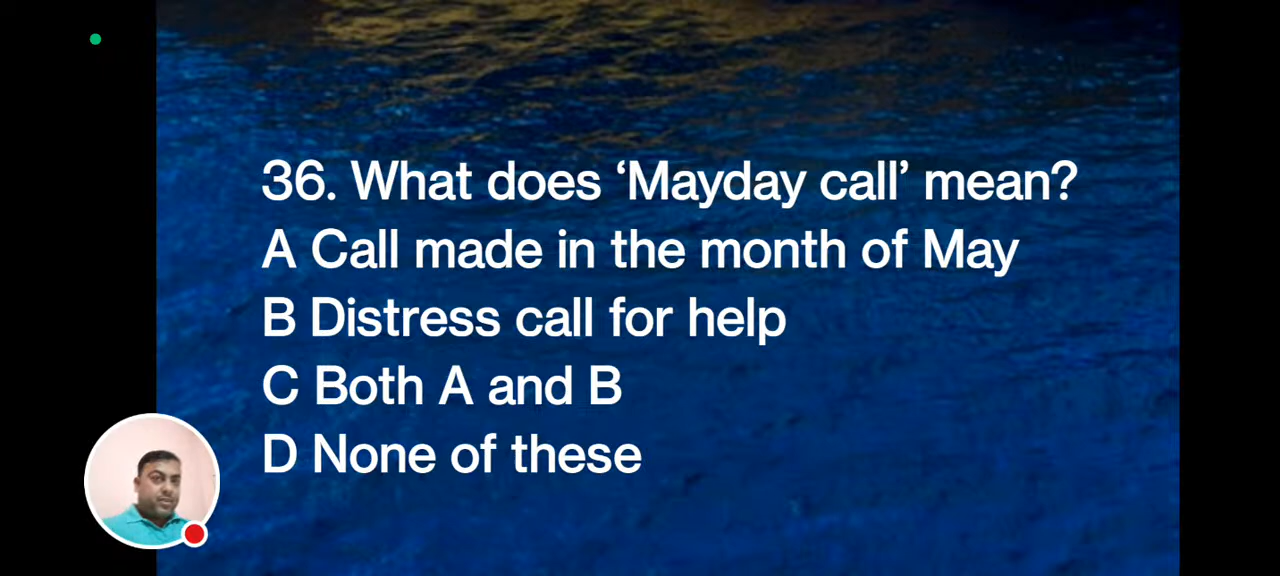 36. What does ‘Mayday call’ mean?
A Call made in the month of May
B Distress call for help
C Both A and B
D None of these